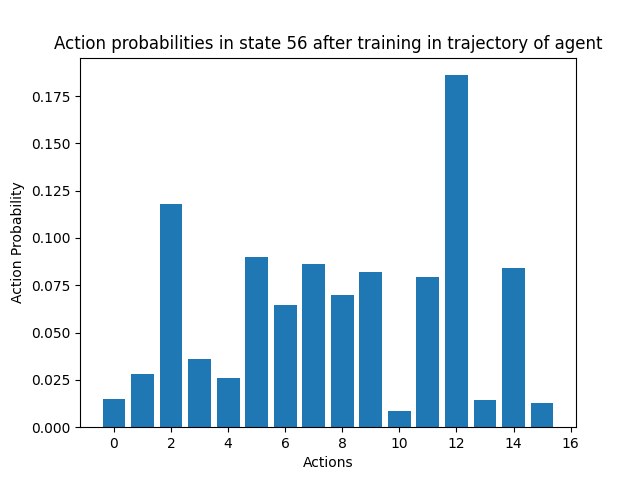 Action probabilities in state 56 after training in trajectory of agent
0.175
0.150
0.125
0.100
0.075
0.050
0.025
0.000
Action Probability
0 2 4 6 8 10 12 14 16
Actions